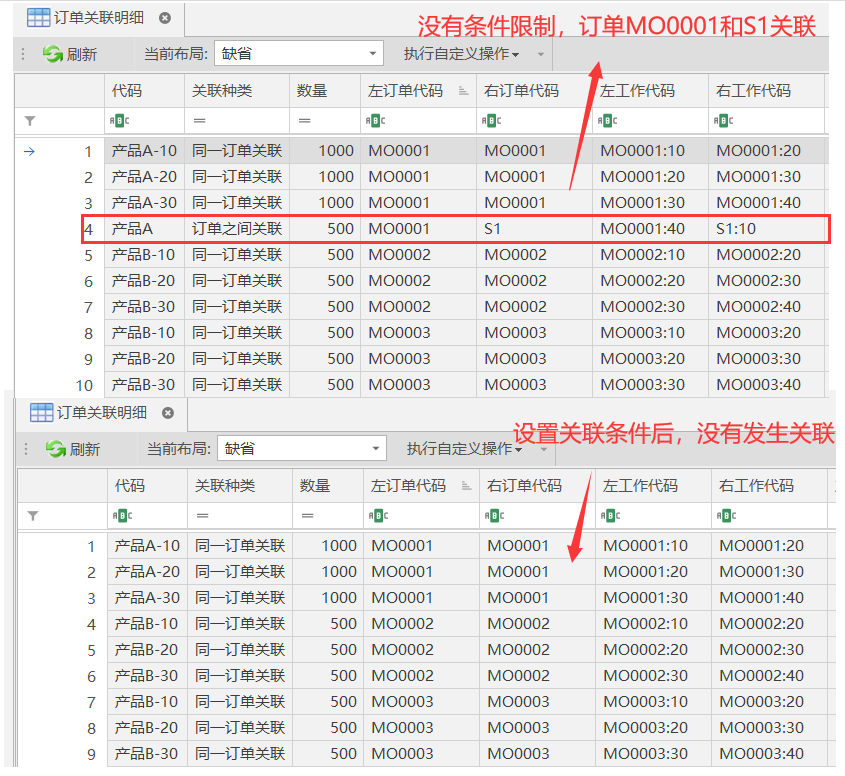 订单关联明细
没有条件限制，订单MO0001和S1关联
刷新 当前布局: 缺省 执行自定义操作
代码 关联种类 数量 左订单代码 右订单代码 左工作代码 右工作代码
ABC = = ABC ABC ABC ABC
1 产品A-10 同一订单关联 1000 MO0001 MO0001 MO0001:10 MO0001:20
2 产品A-20 同一订单关联 1000 MO0001 MO0001 MO0001:20 MO0001:30
3 产品A-30 同一订单关联 1000 MO0001 MO0001 MO0001:30 MO0001:40
4 产品A 订单之间关联 500 MO0001 S1 MO0001:40 S1:10
5 产品B-10 同一订单关联 500 MO0002 MO0002 MO0002:10 MO0002:20
6 产品B-20 同一订单关联 500 MO0002 MO0002 MO0002:20 MO0002:30
7 产品B-30 同一订单关联 500 MO0002 MO0002 MO0002:30 MO0002:40
8 产品B-10 同一订单关联 500 MO0003 MO0003 MO0003:10 MO0003:20
9 产品B-20 同一订单关联 500 MO0003 MO0003 MO0003:20 MO0003:30
10 产品B-30 同一订单关联 500 MO0003 MO0003 MO0003:30 MO0003:40
订单关联明细
设置关联条件后，没有发生关联
刷新 当前布局: 缺省 执行自定义操作
代码 关联种类 数量 左订单代码 右订单代码 左工作代码 右工作代码
ABC = = ABC ABC ABC ABC
1 产品A-10 同一订单关联 1000 MO0001 MO0001 MO0001:10 MO0001:20
2 产品A-20 同一订单关联 1000 MO0001 MO0001 MO0001:20 MO0001:30
3 产品A-30 同一订单关联 1000 MO0001 MO0001 MO0001:30 MO0001:40
4 产品B-10 同一订单关联 500 MO0002 MO0002 MO0002:10 MO0002:20
5 产品B-20 同一订单关联 500 MO0002 MO0002 MO0002:20 MO0002:30
6 产品B-30 同一订单关联 500 MO0002 MO0002 MO0002:30 MO0002:40
7 产品B-10 同一订单关联 500 MO0003 MO0003 MO0003:10 MO0003:20
8 产品B-20 同一订单关联 500 MO0003 MO0003 MO0003:20 MO0003:30
9 产品B-30 同一订单关联 500 MO0003 MO0003 MO0003:30 MO0003:40